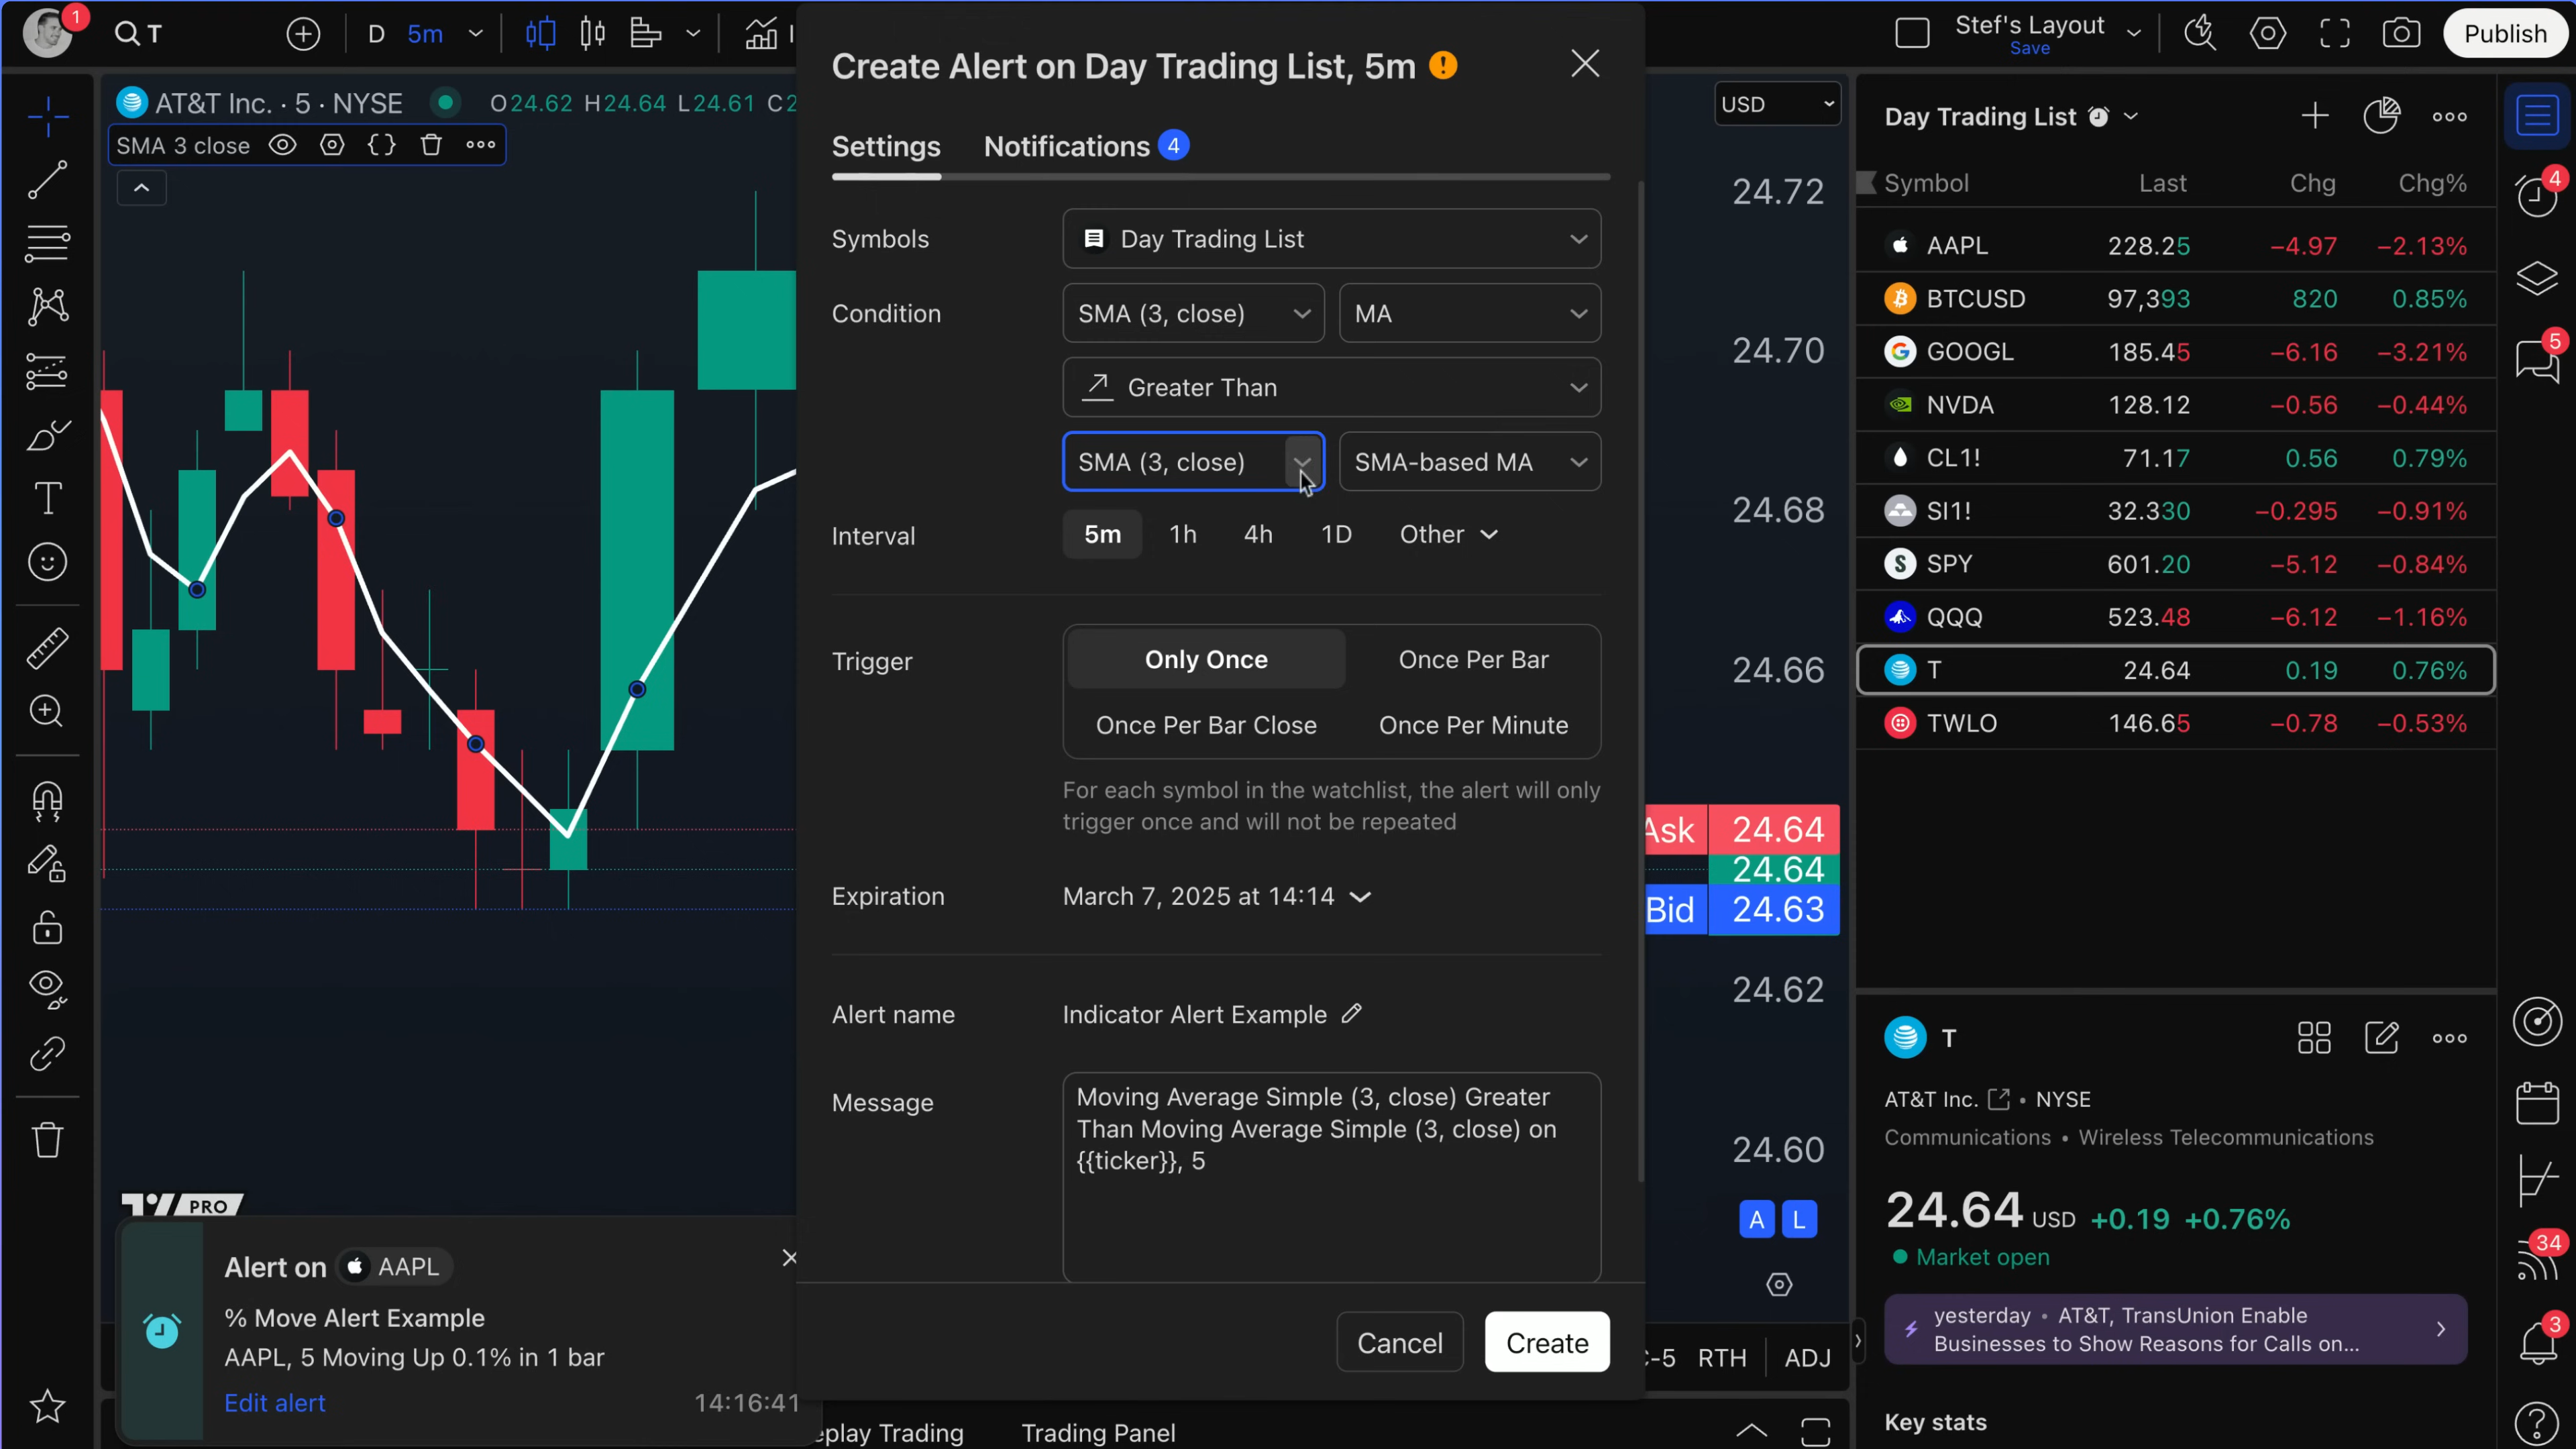 1
T
D
5m
Stef's Layout
Save
Publish
AT&T Inc. · 5 · NYSE
O24.62 H24.64 L24.61 C2
SMA 3 close
Create Alert on Day Trading List, 5m
Settings
Notifications 4
Symbols
Day Trading List
Condition
SMA (3, close)
MA
Greater Than
SMA (3, close)
SMA-based MA
Interval
5m
1h
4h
1D
Other
Trigger
Only Once
Once Per Bar
Once Per Bar Close
Once Per Minute
For each symbol in the watchlist, the alert will only
trigger once and will not be repeated
Expiration
March 7, 2025 at 14:14
Alert name
Indicator Alert Example
Message
Moving Average Simple (3, close) Greater
Than Moving Average Simple (3, close) on
{{ticker}}, 5
Cancel
Create
USD
24.72
24.70
24.68
24.66
Ask 24.64
24.64
Bid 24.63
24.62
24.60
A L
C-5 RTH ADJ
PRO
Alert on AAPL
% Move Alert Example
AAPL, 5 Moving Up 0.1% in 1 bar
Edit alert
14:16:41
eplay Trading
Trading Panel
Day Trading List
Symbol Last Chg Chg%
AAPL 228.25 −4.97 −2.13%
BTCUSD 97,393 820 0.85%
GOOGL 185.45 −6.16 −3.21%
NVDA 128.12 −0.56 −0.44%
CL1! 71.17 0.56 0.79%
SI1! 32.330 −0.295 −0.91%
SPY 601.20 −5.12 −0.84%
QQQ 523.48 −6.12 −1.16%
T 24.64 0.19 0.76%
TWLO 146.65 −0.78 −0.53%
T
AT&T Inc. • NYSE
Communications • Wireless Telecommunications
24.64 USD +0.19 +0.76%
Market open
yesterday • AT&T, TransUnion Enable
Businesses to Show Reasons for Calls on...
Key stats
4
5
34
3